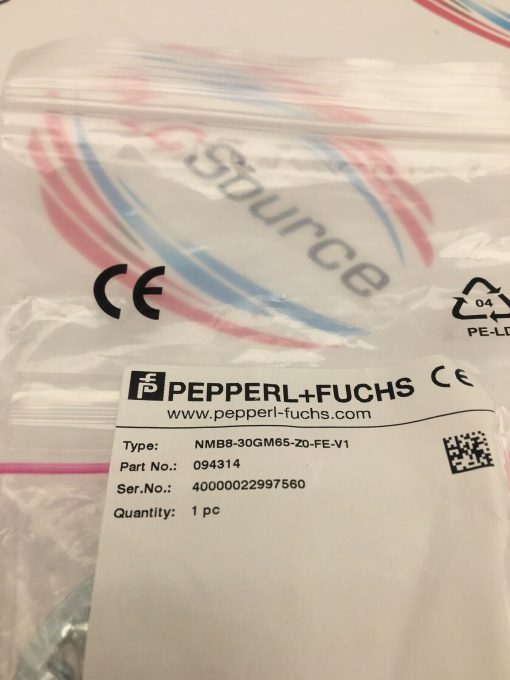 Source
CE
04
PE-LD
PEPPERL+FUCHS CE
www.pepperl-fuchs.com
Type: NMB8-30GM65-Z0-FE-V1
Part No.: 094314
Ser.No.: 40000022997560
Quantity: 1 pc